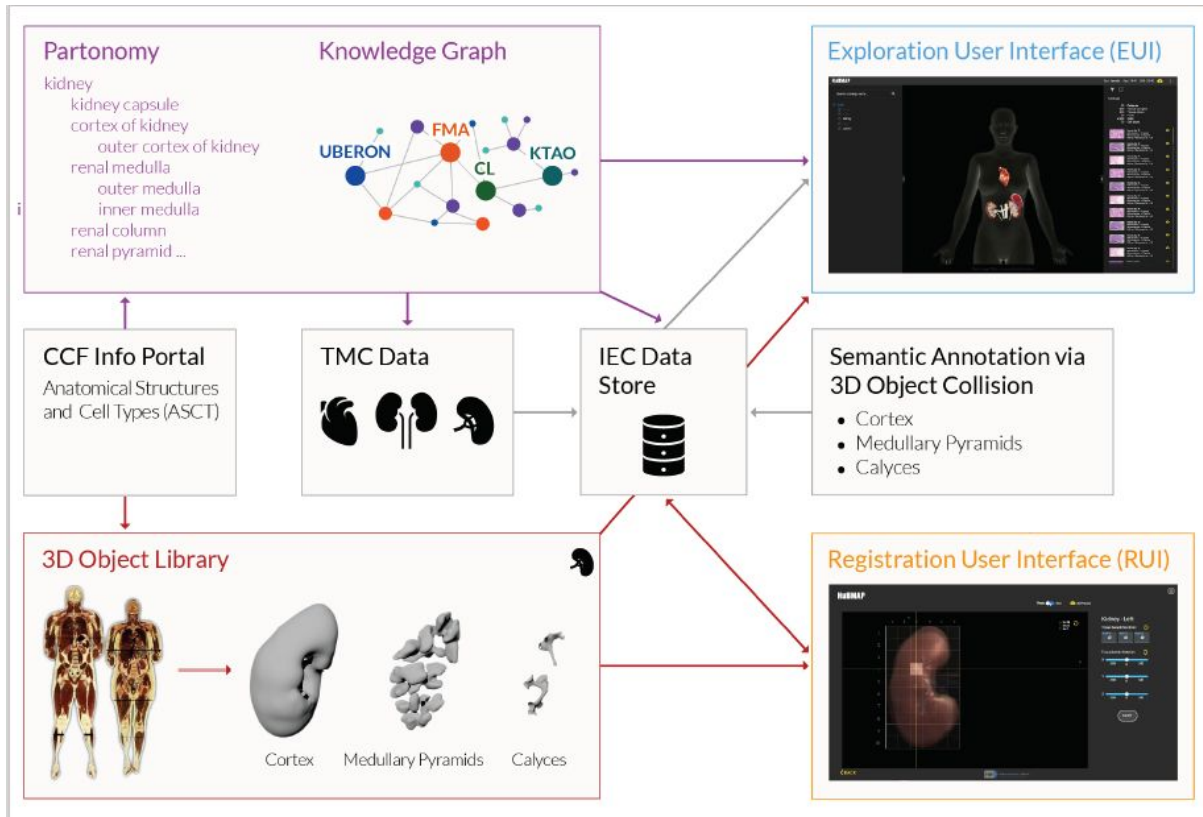 Partonomy
kidney
kidney capsule
cortex of kidney
outer cortex of kidney
renal medulla
outer medulla
inner medulla
renal column
renal pyramid ...
Knowledge Graph
FMA
UBERON
KTAO
CL
Exploration User Interface (EUI)
HuBMAP
CCF Info Portal
Anatomical Structures
and Cell Types (ASCT)
TMC Data
IEC Data
Store
Semantic Annotation via
3D Object Collision
• Cortex
• Medullary Pyramids
• Calyces
3D Object Library
Cortex
Medullary Pyramids
Calyces
Registration User Interface (RUI)
HuBMAP
Kidney - Left